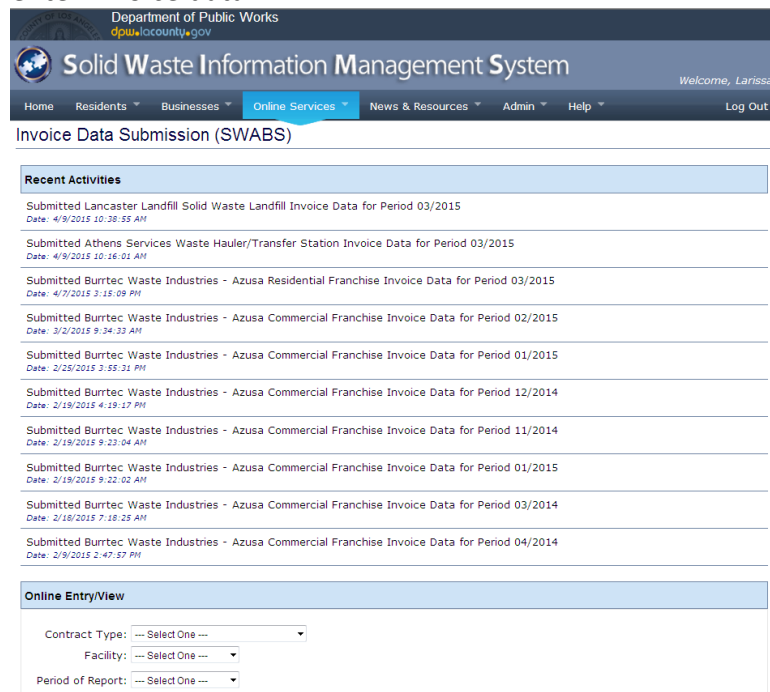 Department of Public Works
dpw.lacounty.gov
Solid Waste Information Management System
Welcome, Larissa
Home Residents Businesses Online Services News & Resources Admin Help Log Out
Invoice Data Submission (SWABS)
Recent Activities
Submitted Lancaster Landfill Solid Waste Landfill Invoice Data for Period 03/2015
Date: 4/9/2015 10:38:55 AM
Submitted Athens Services Waste Hauler/Transfer Station Invoice Data for Period 03/2015
Date: 4/9/2015 10:16:01 AM
Submitted Burrtec Waste Industries - Azusa Residential Franchise Invoice Data for Period 03/2015
Date: 4/7/2015 3:15:09 PM
Submitted Burrtec Waste Industries - Azusa Commercial Franchise Invoice Data for Period 02/2015
Date: 3/2/2015 9:34:33 AM
Submitted Burrtec Waste Industries - Azusa Commercial Franchise Invoice Data for Period 01/2015
Date: 2/25/2015 3:55:31 PM
Submitted Burrtec Waste Industries - Azusa Commercial Franchise Invoice Data for Period 12/2014
Date: 2/19/2015 4:19:17 PM
Submitted Burrtec Waste Industries - Azusa Commercial Franchise Invoice Data for Period 11/2014
Date: 2/19/2015 9:23:04 AM
Submitted Burrtec Waste Industries - Azusa Commercial Franchise Invoice Data for Period 01/2015
Date: 2/19/2015 9:22:02 AM
Submitted Burrtec Waste Industries - Azusa Commercial Franchise Invoice Data for Period 03/2014
Date: 2/18/2015 7:18:25 AM
Submitted Burrtec Waste Industries - Azusa Commercial Franchise Invoice Data for Period 04/2014
Date: 2/9/2015 2:47:57 PM
Online Entry/View
Contract Type: --- Select One ---
Facility: --- Select One ---
Period of Report: --- Select One ---